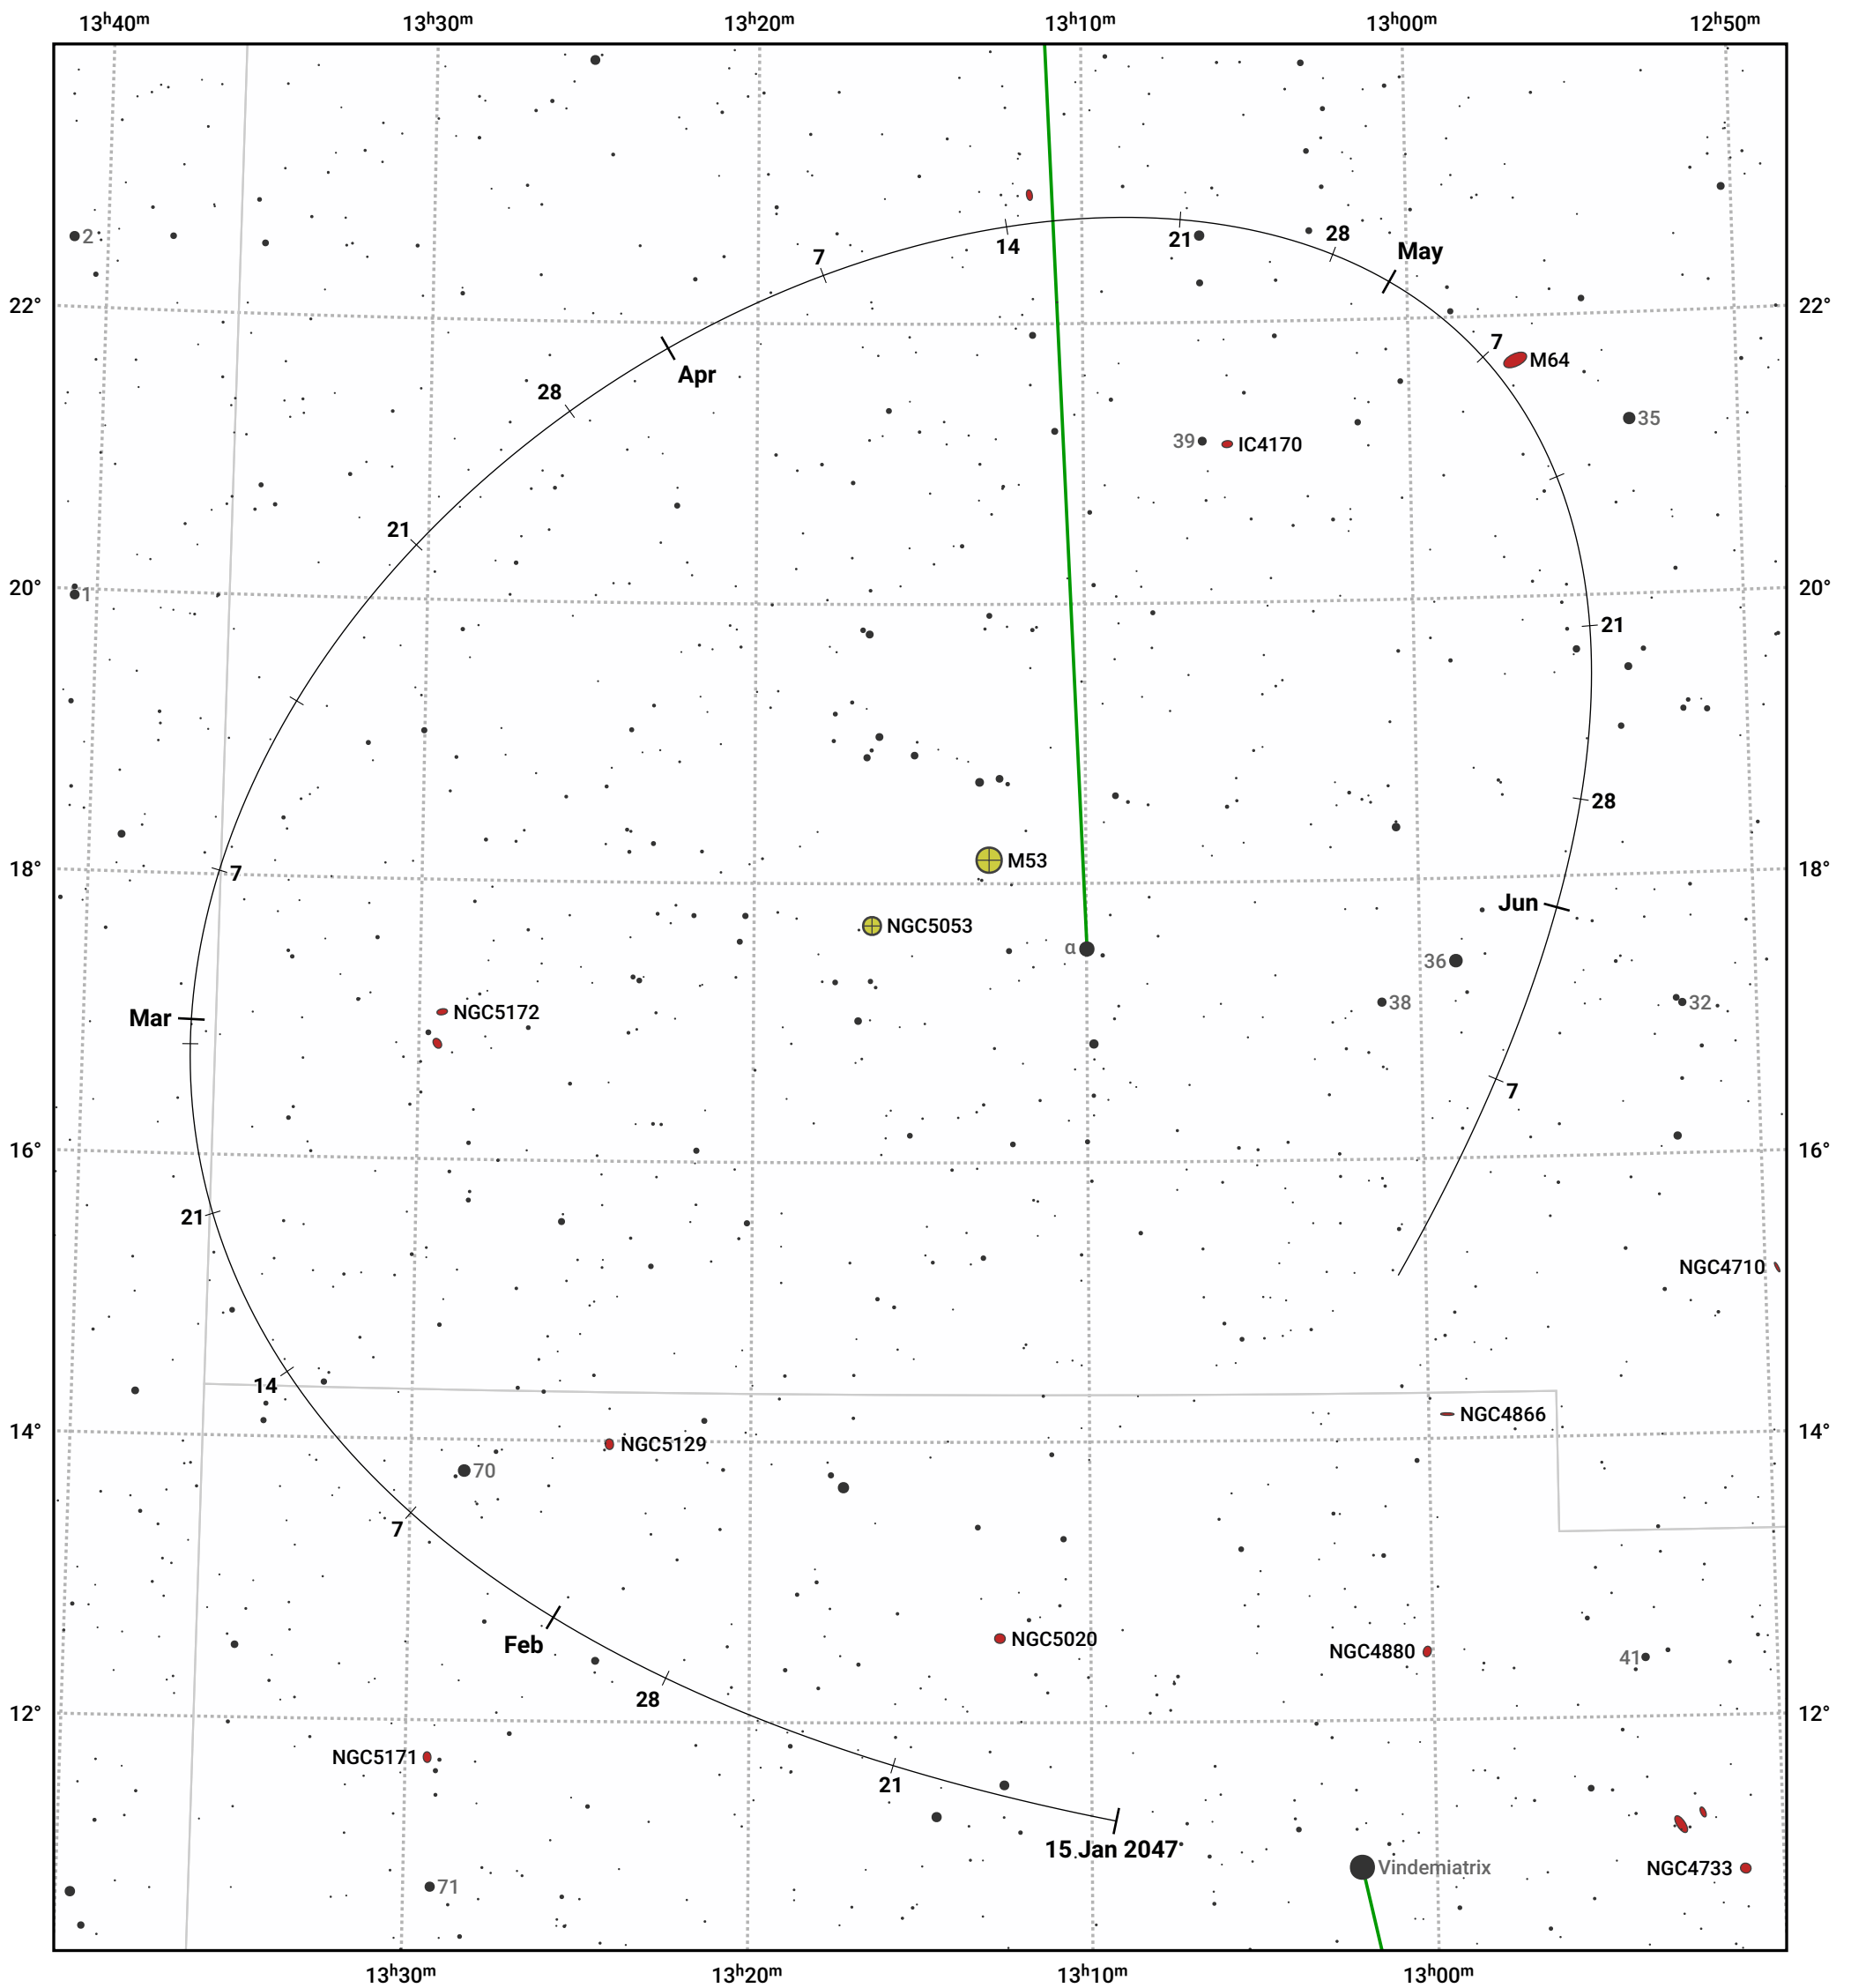 13ʰ40ᵐ 13ʰ30ᵐ 13ʰ20ᵐ 13ʰ10ᵐ 13ʰ00ᵐ 12ʰ50ᵐ
2
14
21
28
May
7
22° 22°
7
M64
Apr
28
35
39 IC4170
21
20° 20°
1
21
28
M53
18° 18°
7
Jun
NGC5053
α
36
38
32
NGC5172
Mar
7
16° 16°
21
NGC4710
14
NGC4866
14° 14°
NGC5129
70
7
Feb
NGC5020
NGC4880
41
28
12° 12°
NGC5171
21
15 Jan 2047
Vindemiatrix
NGC4733
71
13ʰ30ᵐ 13ʰ20ᵐ 13ʰ10ᵐ 13ʰ00ᵐ